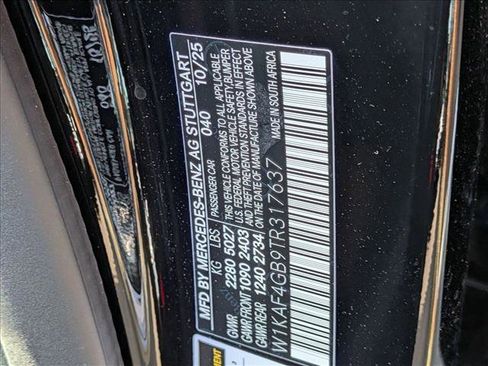 MFD BY MERCEDES-BENZ AG STUTTGART
PASSENGER CAR 040 10/25
KG LBS
GVWR 2280 5027
GAWR FRONT 1090 2403
GAWR REAR 1240 2734
THIS VEHICLE CONFORMS TO ALL APPLICABLE
U.S. FEDERAL MOTOR VEHICLE SAFETY, BUMPER
AND THEFT PREVENTION STANDARDS IN EFFECT
ON THE DATE OF MANUFACTURE SHOWN ABOVE
MADE IN SOUTH AFRICA
W1KAF4GB9TR317637